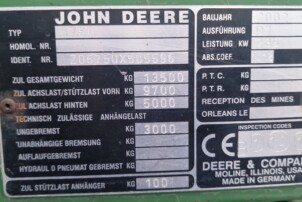 JOHN DEERE
TYP
HOMOL. NR.
IDENT. NR.
ZUL GESAMTGEWICHT KG 13500
ZUL ACHSLAST/STÜTZLAST VORN KG 9700
ZUL ACHSLAST HINTEN KG 5000
TECHNISCH ZULÄSSIGE ANHÄNGELAST
UNGEBREMST KG 3000
UNABHÄNGIGE BREMSUNG KG
AUFLAUFGEBREMST KG
HYDRAUL O PNEUMAT GEBREMST KG
ZUL STÜTZLAST ANHÄNGER KG 100
BAUJAHR
AUSFÜHRUNG
LEISTUNG KW
ABS.COEF.
P.T.C. KG
P.T.R. KG
RECEPTION DES MINES
ORLEANS LE
INSPECTION CODES
CE
DEERE & COMPA
MOLINE, ILLINOIS, USA
MADE IN GERMANY